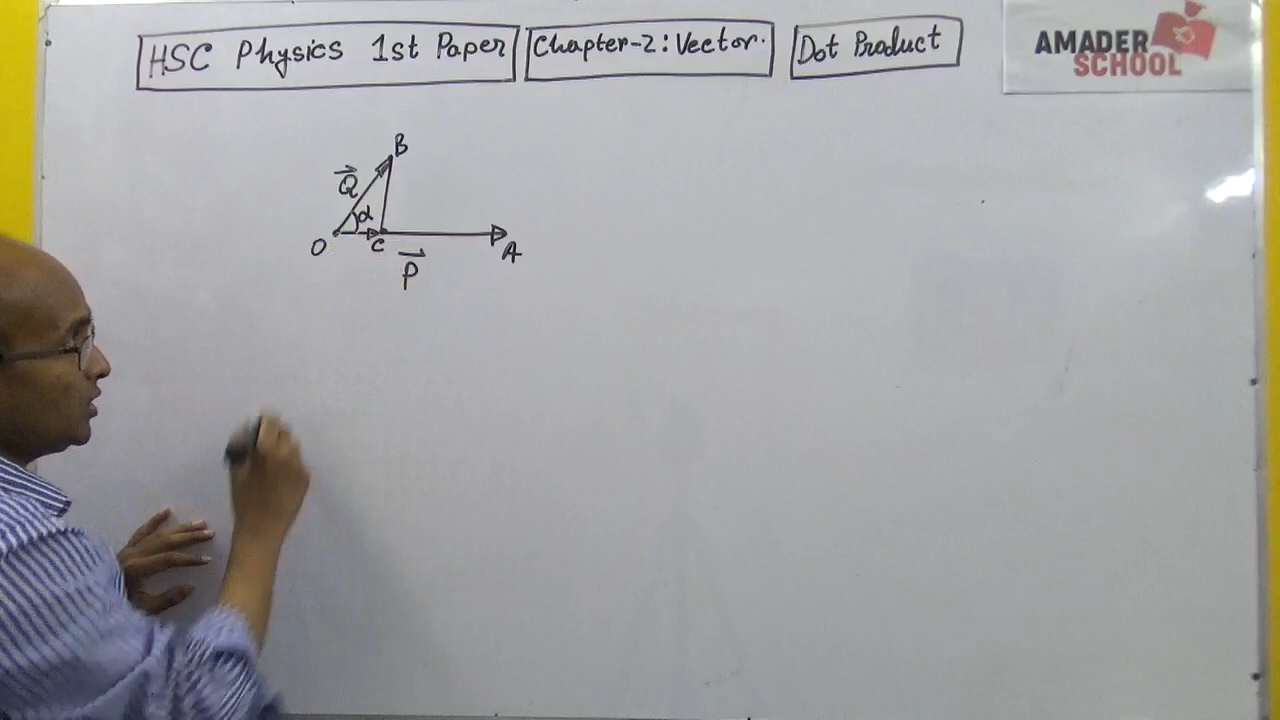 HSC Physics 1st Paper Chapter-2: Vector. Dot Product
AMADER
SCHOOL
B
Q
α
O C A
P